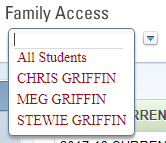 Family Access
All Students
CHRIS GRIFFIN
MEG GRIFFIN
STEWIE GRIFFIN